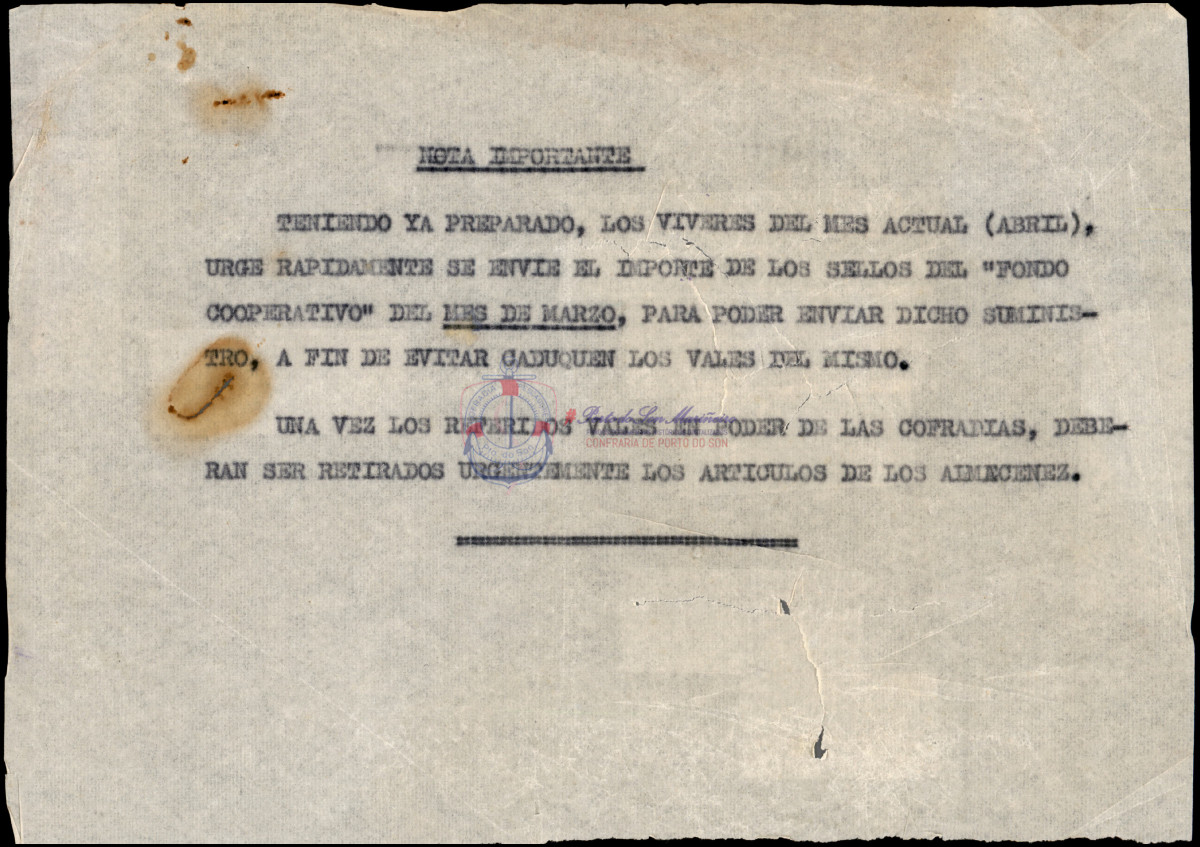 NOTA IMPORTANTE
TENIENDO YA PREPARADO, LOS VIVERES DEL MES ACTUAL (ABRIL),
URGE RAPIDAMENTE SE ENVIE EL IMPORTE DE LOS SELLOS DEL "FONDO
COOPERATIVO" DEL MES DE MARZO, PARA PODER ENVIAR DICHO SUMINIS-
TRO, A FIN DE EVITAR CADUQUEN LOS VALES DEL MISMO.
Porto do Son
CONFRARÍA DE PORTO DO SON
UNA VEZ LOS REFERIDOS VALES EN PODER DE LAS COFRADIAS, DEBE-
RAN SER RETIRADOS URGENTEMENTE LOS ARTICULOS DE LOS ALMACENEZ.